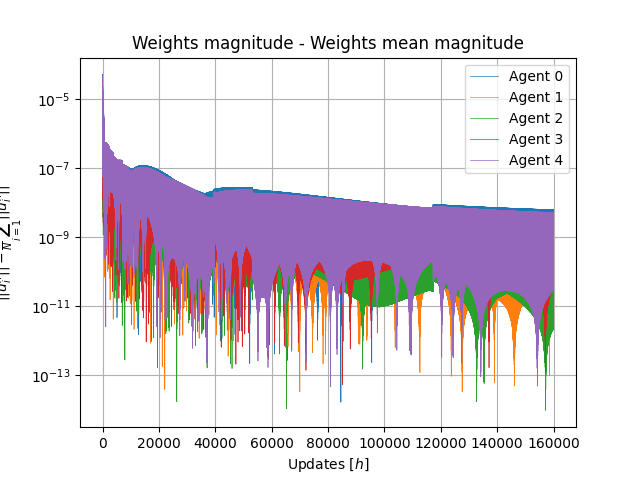 Weights magnitude - Weights mean magnitude
10⁻⁵
10⁻⁷
10⁻⁹
10⁻¹¹
10⁻¹³
Agent 0
Agent 1
Agent 2
Agent 3
Agent 4
0 20000 40000 60000 80000 100000 120000 140000 160000
Updates [h]